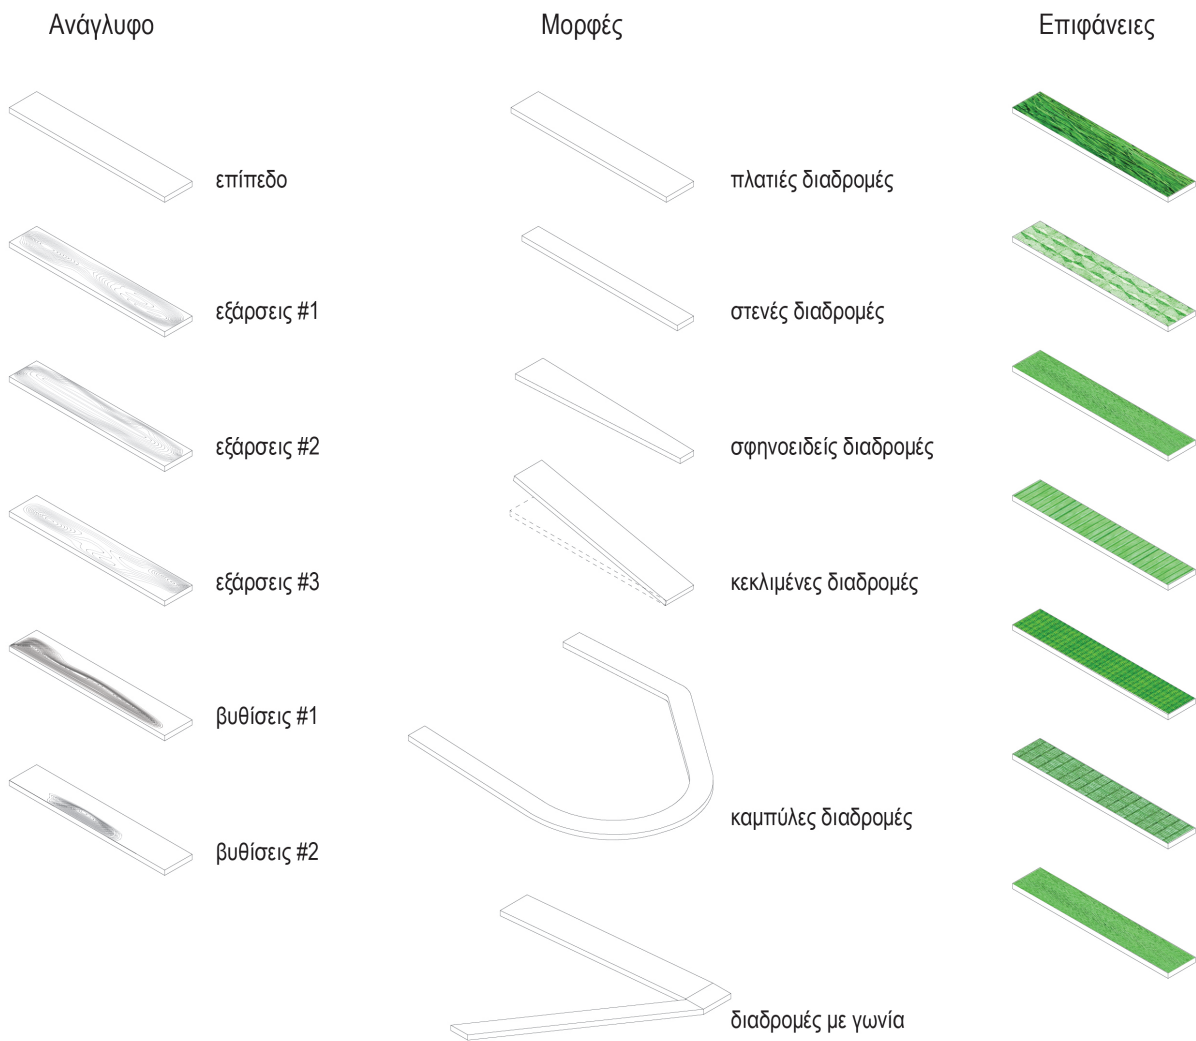 Ανάγλυφο
επίπεδο
εξάρσεις #1
εξάρσεις #2
εξάρσεις #3
βυθίσεις #1
βυθίσεις #2
Μορφές
πλατιές διαδρομές
στενές διαδρομές
σφηνοειδείς διαδρομές
κεκλιμένες διαδρομές
καμπύλες διαδρομές
διαδρομές με γωνία
Επιφάνειες